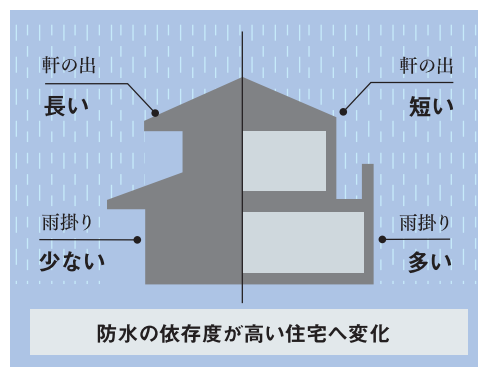 軒の出
長い
軒の出
短い
雨掛り
少ない
雨掛り
多い
防水の依存度が高い住宅へ変化